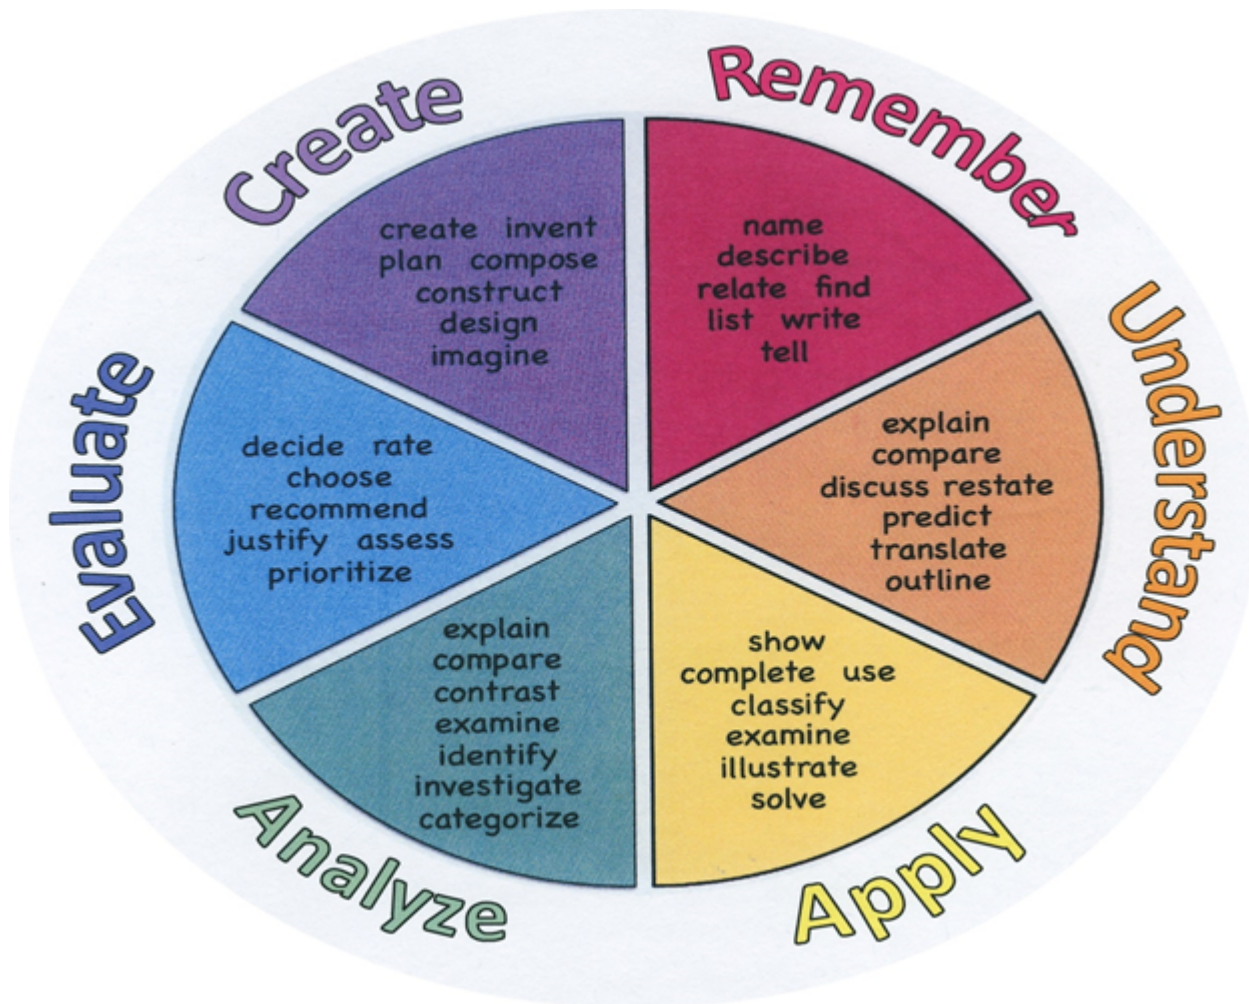 Create
create invent
plan compose
construct
design
imagine
Remember
name
describe
relate find
list write
tell
Understand
explain
compare
discuss restate
predict
translate
outline
Apply
show
complete use
classify
examine
illustrate
solve
Analyze
explain
compare
contrast
examine
identify
investigate
categorize
Evaluate
decide rate
choose
recommend
justify assess
prioritize